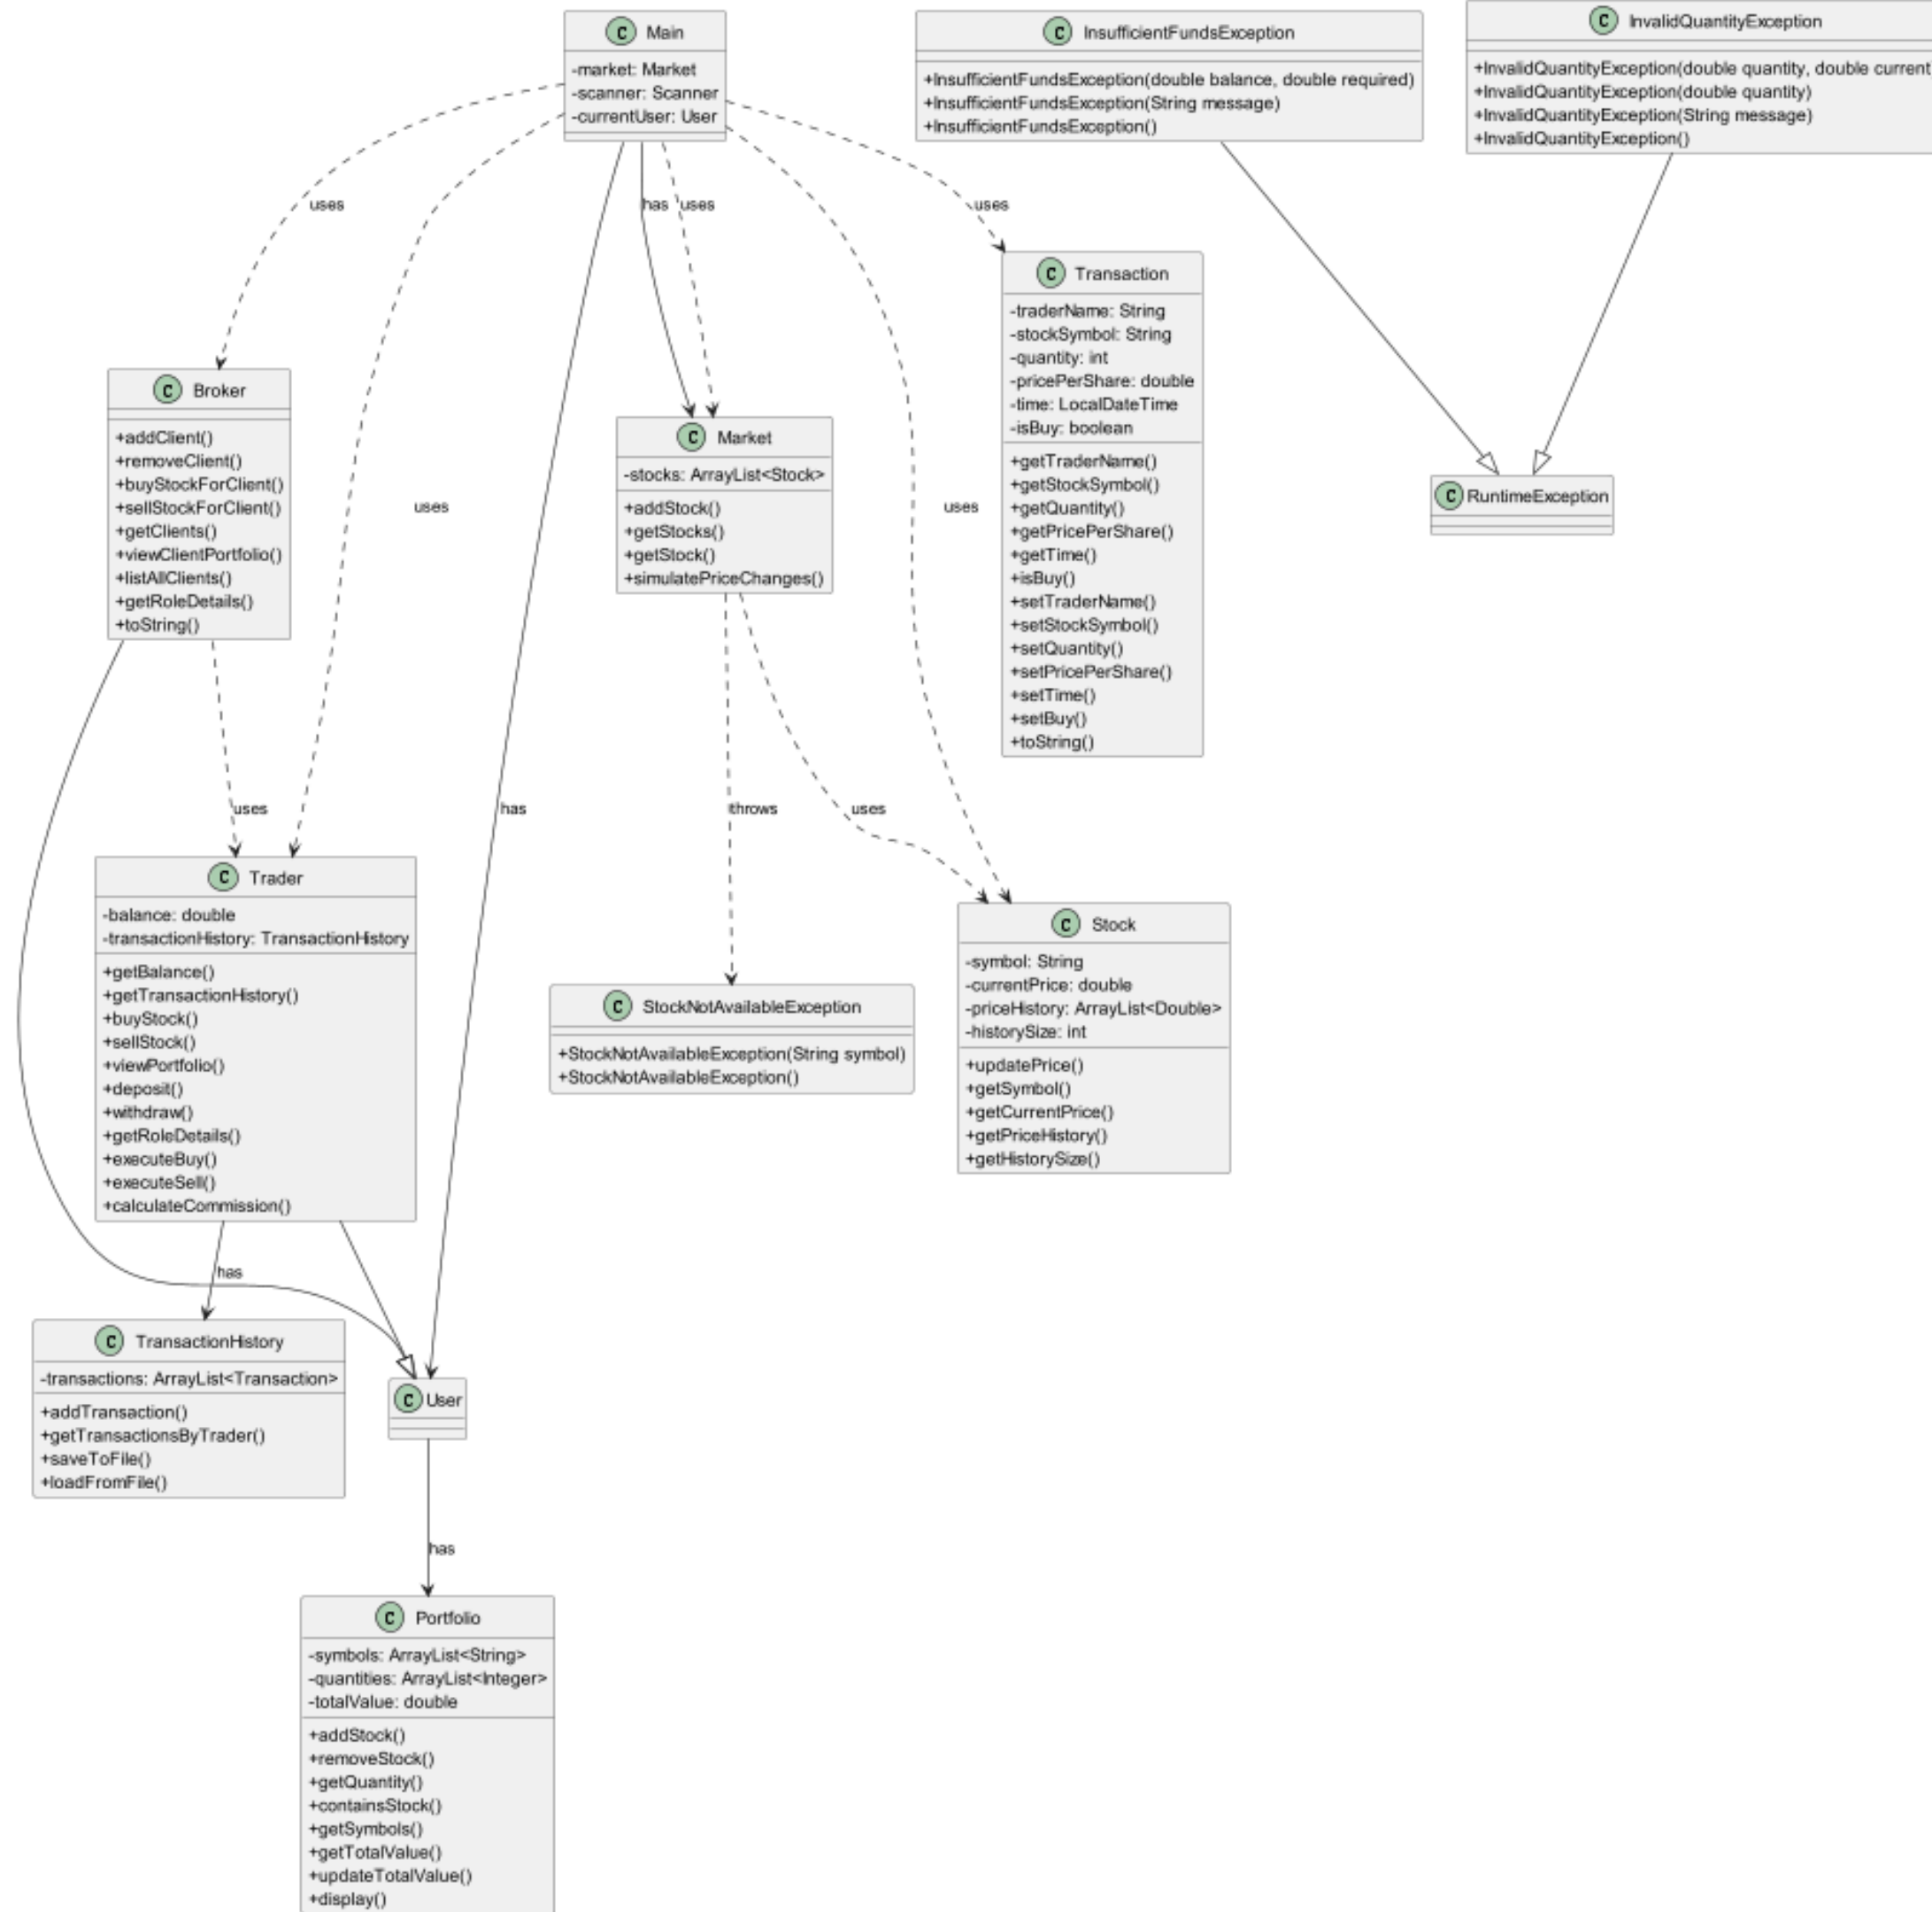 C Main
-market: Market
-scanner: Scanner
-currentUser: User
C InsufficientFundsException
+InsufficientFundsException(double balance, double required)
+InsufficientFundsException(String message)
+InsufficientFundsException()
C InvalidQuantityException
+InvalidQuantityException(double quantity, double current
+InvalidQuantityException(double quantity)
+InvalidQuantityException(String message)
+InvalidQuantityException()
uses
has
uses
uses
C Transaction
-traderName: String
-stockSymbol: String
-quantity: int
-pricePerShare: double
-time: LocalDateTime
-isBuy: boolean
+getTraderName()
+getStockSymbol()
+getQuantity()
+getPricePerShare()
+getTime()
+isBuy()
+setTraderName()
+setStockSymbol()
+setQuantity()
+setPricePerShare()
+setTime()
+setBuy()
+toString()
C Broker
+addClient()
+removeClient()
+buyStockForClient()
+sellStockForClient()
+getClients()
+viewClientPortfolio()
+listAllClients()
+getRoleDetails()
+toString()
uses
C Market
-stocks: ArrayList<Stock>
+addStock()
+getStocks()
+getStock()
+simulatePriceChanges()
uses
C RuntimeException
uses
has
throws
uses
C Trader
-balance: double
-transactionHistory: TransactionHistory
+getBalance()
+getTransactionHistory()
+buyStock()
+sellStock()
+viewPortfolio()
+deposit()
+withdraw()
+getRoleDetails()
+executeBuy()
+executeSell()
+calculateCommission()
C StockNotAvailableException
+StockNotAvailableException(String symbol)
+StockNotAvailableException()
C Stock
-symbol: String
-currentPrice: double
-priceHistory: ArrayList<Double>
-historySize: int
+updatePrice()
+getSymbol()
+getCurrentPrice()
+getPriceHistory()
+getHistorySize()
has
C TransactionHistory
-transactions: ArrayList<Transaction>
+addTransaction()
+getTransactionsByTrader()
+saveToFile()
+loadFromFile()
C User
has
C Portfolio
-symbols: ArrayList<String>
-quantities: ArrayList<Integer>
-totalValue: double
+addStock()
+removeStock()
+getQuantity()
+containsStock()
+getSymbols()
+getTotalValue()
+updateTotalValue()
+display()